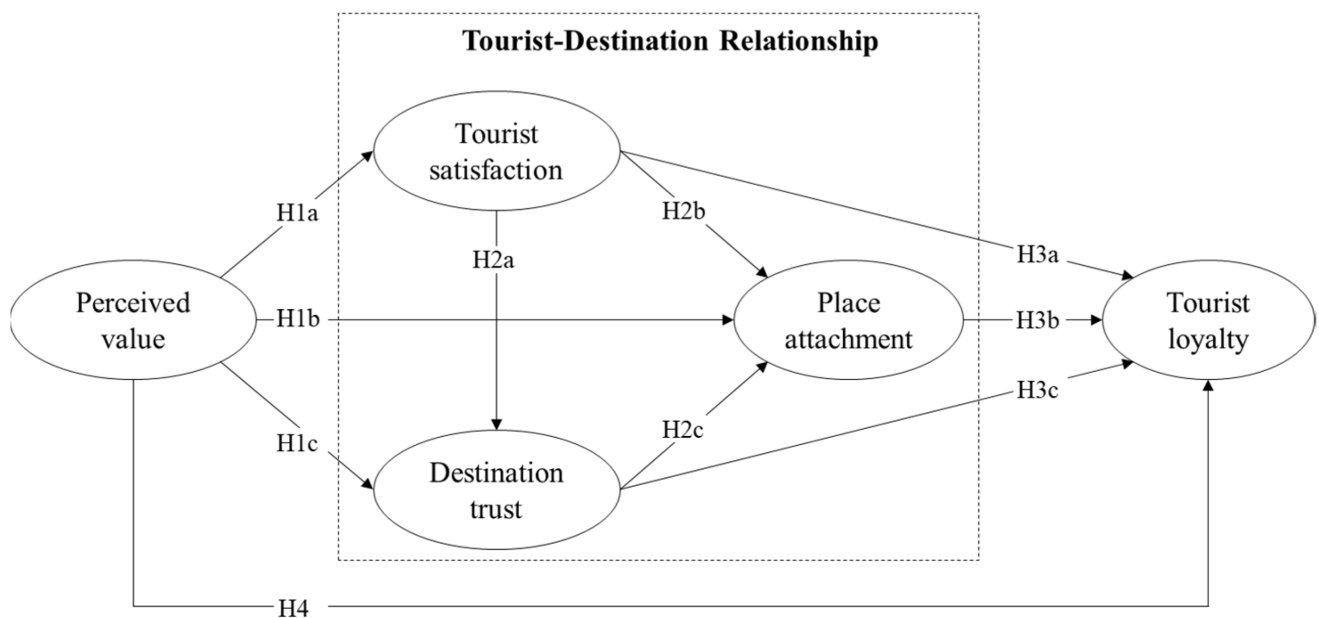 Tourist-Destination Relationship
Tourist
satisfaction
H1a
H2b
H2a
H3a
Perceived
value
H1b
Place
attachment
H3b
Tourist
loyalty
H1c
H2c
H3c
Destination
trust
H4